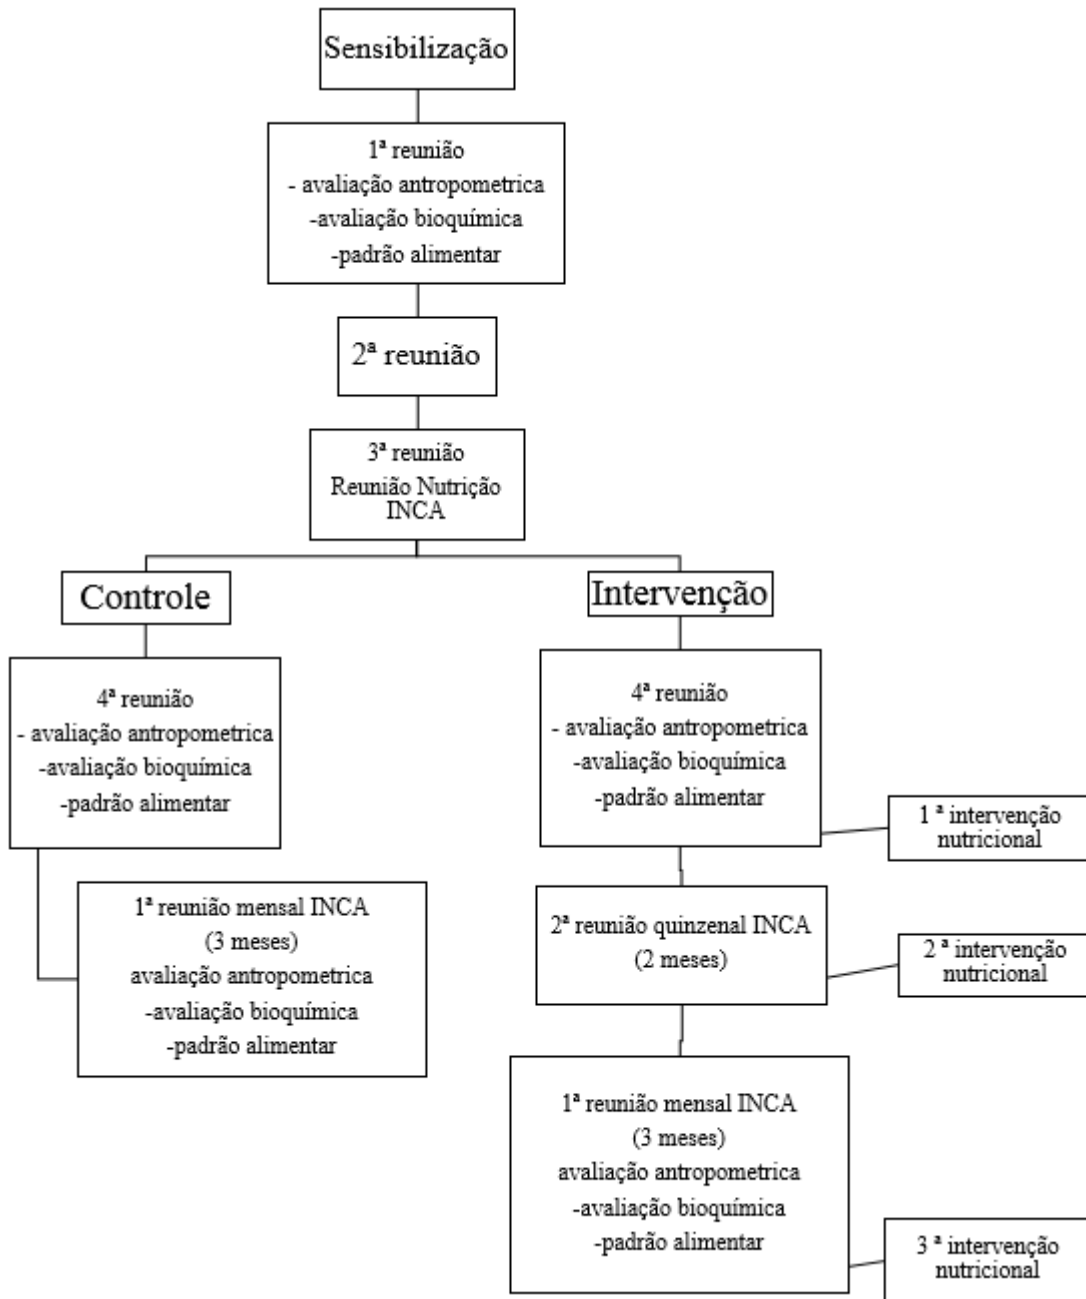 Sensibilização
1ª reunião
- avaliação antropometrica
-avaliação bioquímica
-padrão alimentar
2ª reunião
3ª reunião
Reunião Nutrição
INCA
Controle
4ª reunião
- avaliação antropometrica
-avaliação bioquímica
-padrão alimentar
1ª reunião mensal INCA
(3 meses)
avaliação antropometrica
-avaliação bioquímica
-padrão alimentar
Intervenção
4ª reunião
- avaliação antropometrica
-avaliação bioquímica
-padrão alimentar
1 ª intervenção
nutricional
2ª reunião quinzenal INCA
(2 meses)
2 ª intervenção
nutricional
1ª reunião mensal INCA
(3 meses)
avaliação antropometrica
-avaliação bioquímica
-padrão alimentar
3 ª intervenção
nutricional